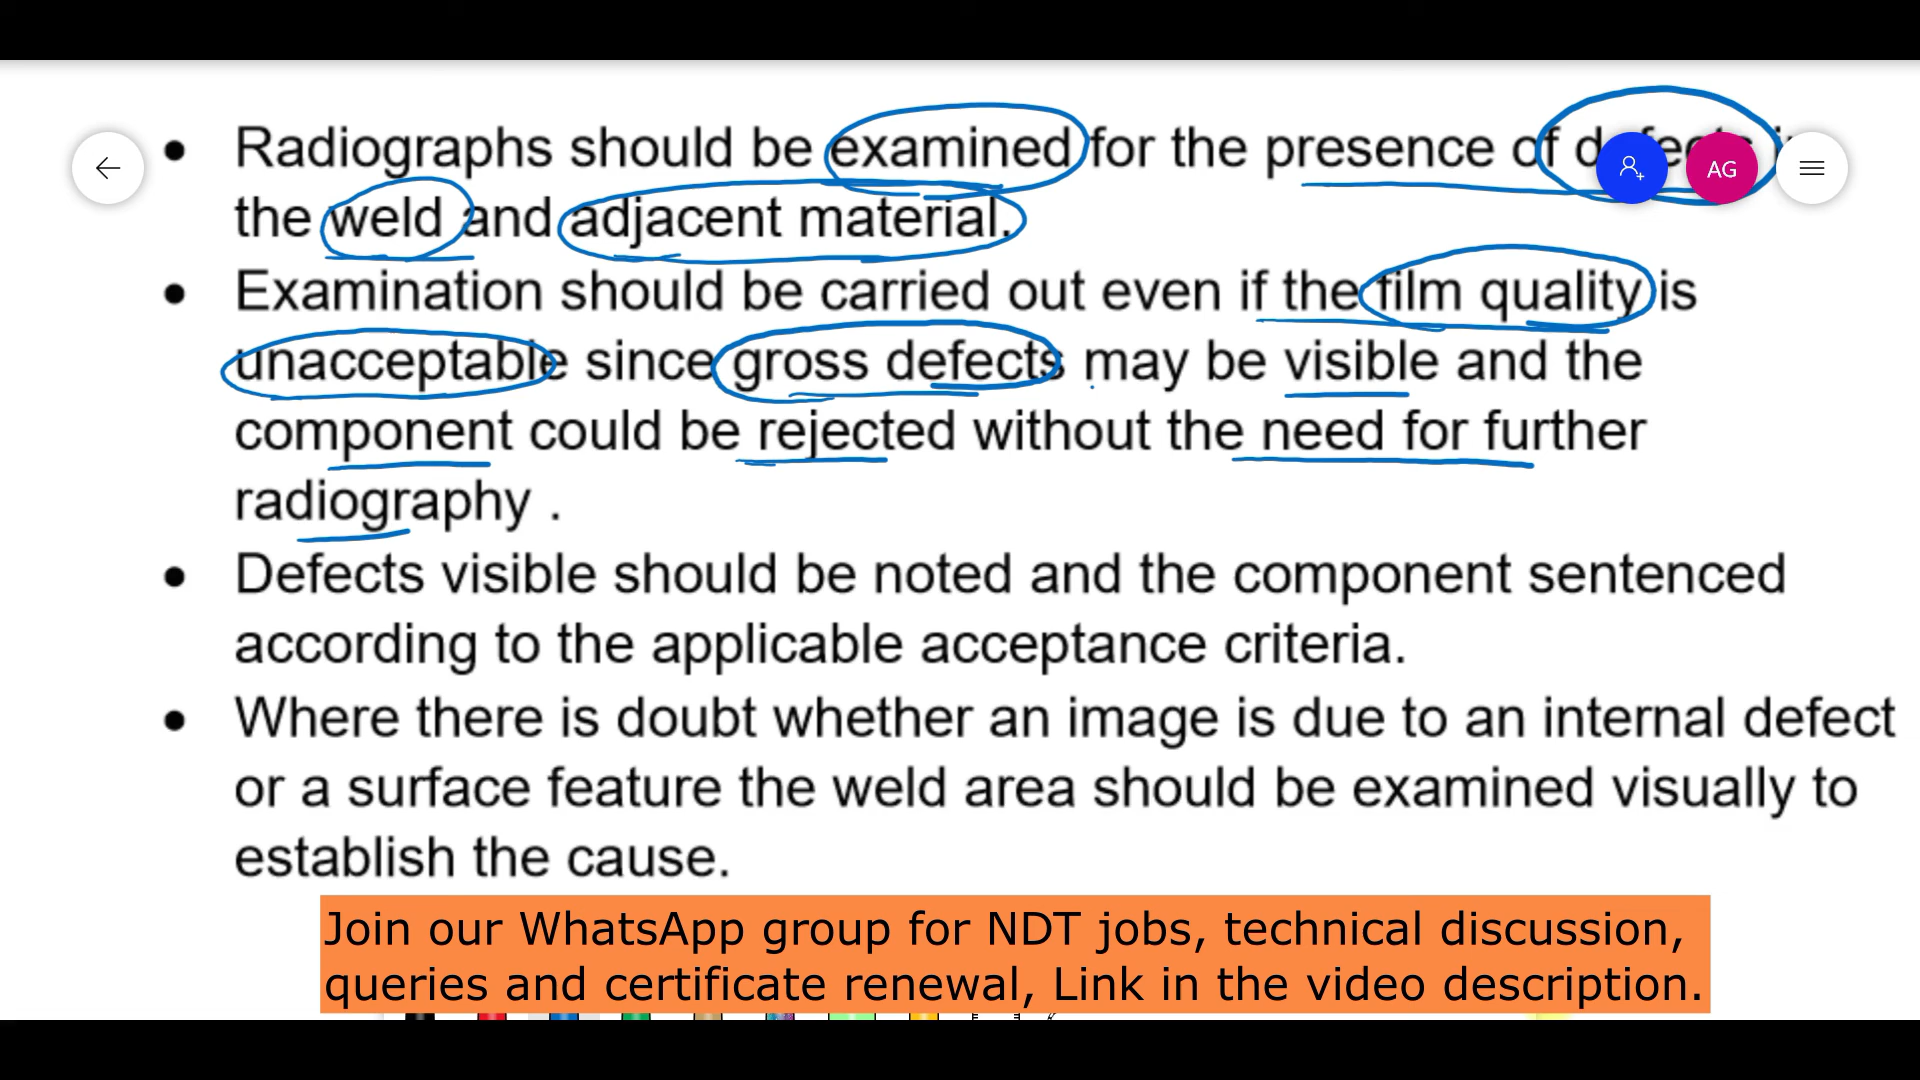 • Radiographs should be examined for the presence of defects
the weld and adjacent material.
• Examination should be carried out even if the film quality is
unacceptable since gross defects may be visible and the
component could be rejected without the need for further
radiography .
• Defects visible should be noted and the component sentenced
according to the applicable acceptance criteria.
• Where there is doubt whether an image is due to an internal defect
or a surface feature the weld area should be examined visually to
establish the cause.
AG
Join our WhatsApp group for NDT jobs, technical discussion,
queries and certificate renewal, Link in the video description.